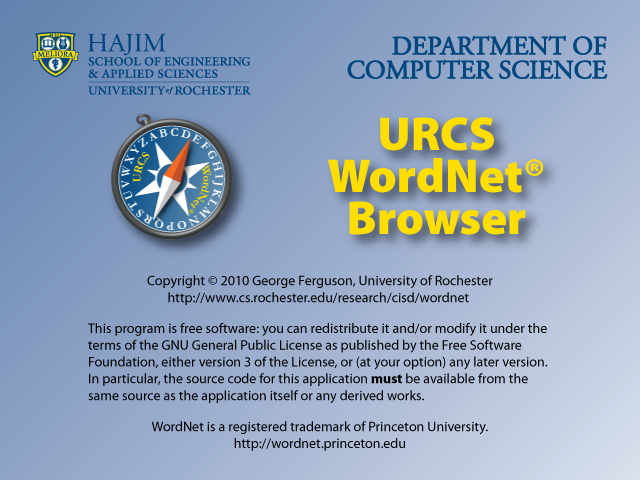 MELIORA
HAJIM
SCHOOL OF ENGINEERING
& APPLIED SCIENCES
UNIVERSITY of ROCHESTER
DEPARTMENT OF
COMPUTER SCIENCE
ABCDEFGHIJKLMNOPQRSTUVWXYZ
URCS
WordNet®
URCS
WordNet®
Browser
Copyright © 2010 George Ferguson, University of Rochester
http://www.cs.rochester.edu/research/cisd/wordnet
This program is free software: you can redistribute it and/or modify it under the
terms of the GNU General Public License as published by the Free Software
Foundation, either version 3 of the License, or (at your option) any later version.
In particular, the source code for this application must be available from the
same source as the application itself or any derived works.
WordNet is a registered trademark of Princeton University.
http://wordnet.princeton.edu